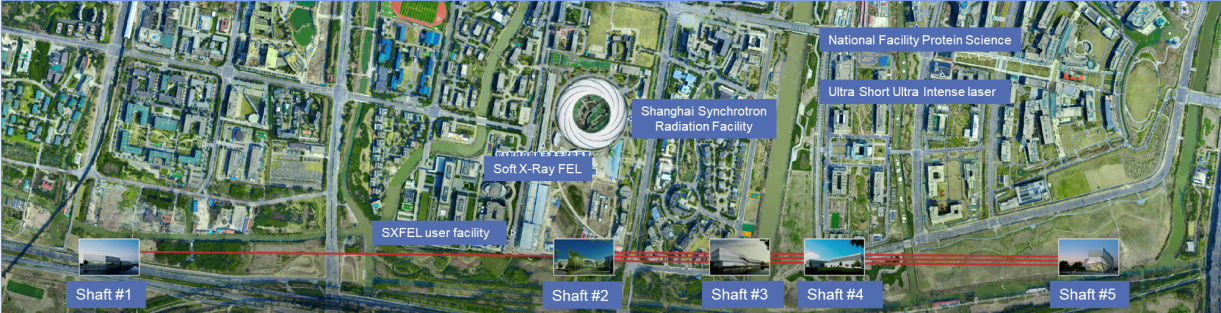 National Facility Protein Science
Ultra Short Ultra Intense laser
Shanghai Synchrotron
Radiation Facility
Soft X-Ray FEL
SXFEL user facility
Shaft #1
Shaft #2
Shaft #3
Shaft #4
Shaft #5